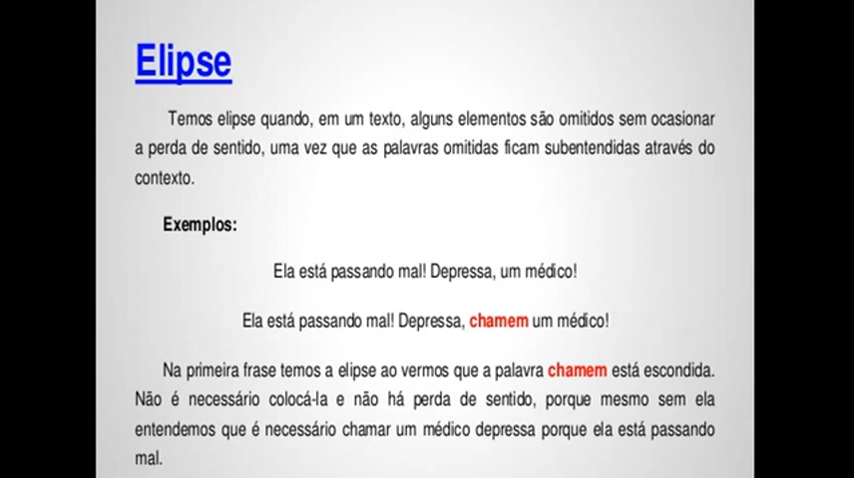 Elipse
Temos elipse quando, em um texto, alguns elementos são omitidos sem ocasionar
a perda de sentido, uma vez que as palavras omitidas ficam subentendidas através do
contexto.
Exemplos:
Ela está passando mal! Depressa, um médico!
Ela está passando mal! Depressa, chamem um médico!
Na primeira frase temos a elipse ao vermos que a palavra chamem está escondida.
Não é necessário colocá-la e não há perda de sentido, porque mesmo sem ela
entendemos que é necessário chamar um médico depressa porque ela está passando
mal.